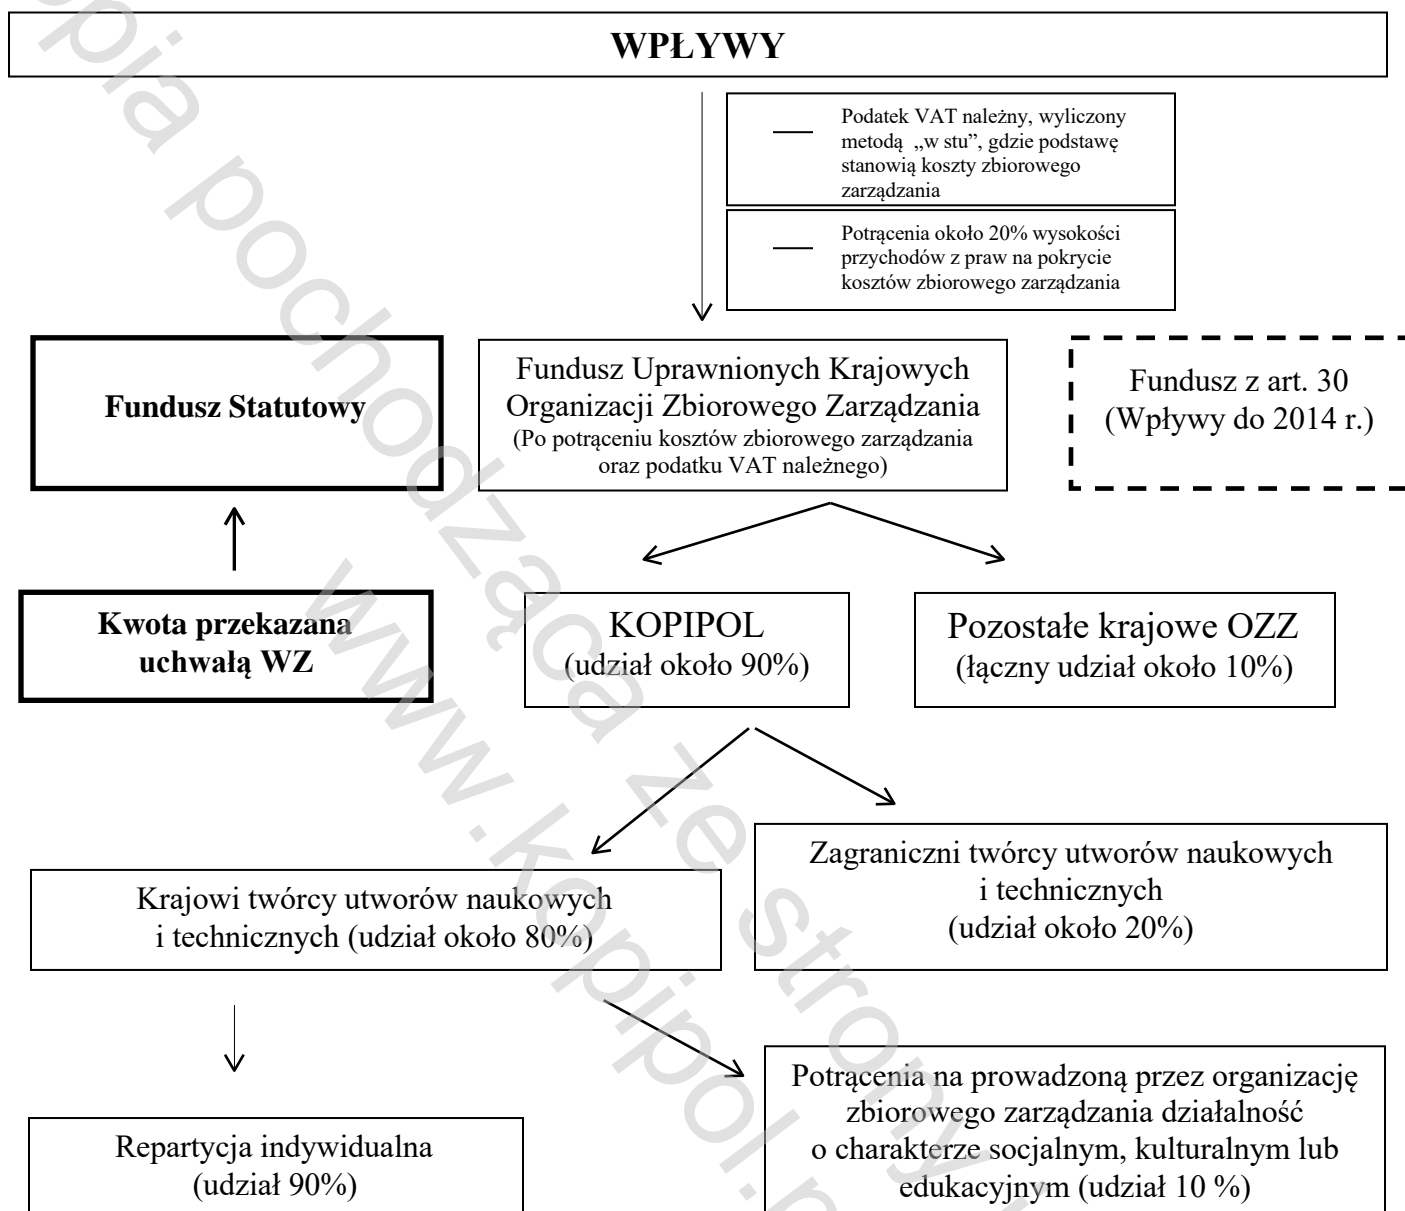 WPŁYWY
Podatek VAT należny, wyliczony
metodą „w stu”, gdzie podstawę
stanowią koszty zbiorowego
zarządzania
Potrącenia około 20% wysokości
przychodów z praw na pokrycie
kosztów zbiorowego zarządzania
Fundusz Statutowy
Fundusz Uprawnionych Krajowych
Organizacji Zbiorowego Zarządzania
(Po potrąceniu kosztów zbiorowego zarządzania
oraz podatku VAT należnego)
Fundusz z art. 30
(Wpływy do 2014 r.)
Kwota przekazana
uchwałą WZ
KOPIPOL
(udział około 90%)
Pozostałe krajowe OZZ
(łączny udział około 10%)
Krajowi twórcy utworów naukowych
i technicznych (udział około 80%)
Zagraniczni twórcy utworów naukowych
i technicznych
(udział około 20%)
Repartycja indywidualna
(udział 90%)
Potrącenia na prowadzoną przez organizację
zbiorowego zarządzania działalność
o charakterze socjalnym, kulturalnym lub
edukacyjnym (udział 10 %)
opia pochodząca ze strony
www.kopipol.